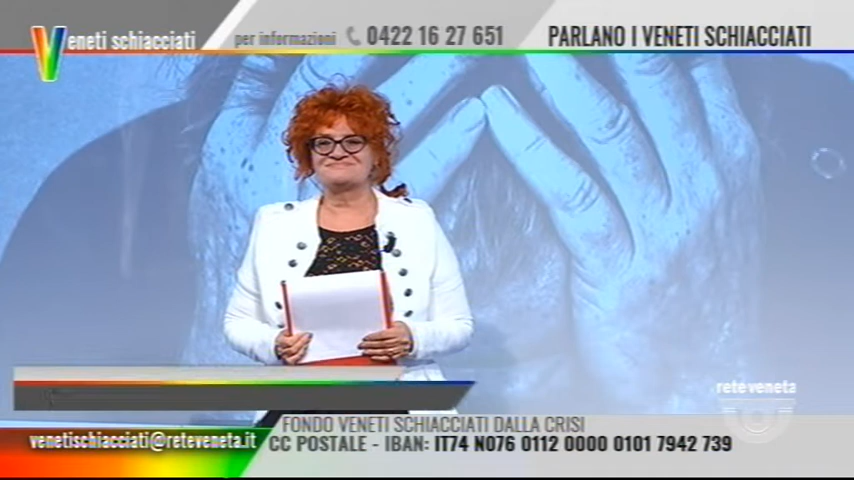 Veneti schiacciati
per informazioni 0422 16 27 651
PARLANO I VENETI SCHIACCIATI
reteveneta
FONDO VENETI SCHIACCIATI DALLA CRISI
venetischiacciati@reteveneta.it
CC POSTALE - IBAN: IT74 N076 0112 0000 0101 7942 739